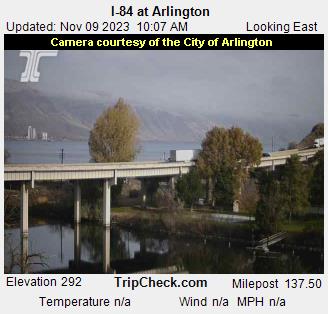 I-84 at Arlington
Updated: Nov 09 2023 10:07 AM Looking East
Camera courtesy of the City of Arlington
Elevation 292 TripCheck.com Milepost 137.50
Temperature n/a Wind n/a MPH n/a